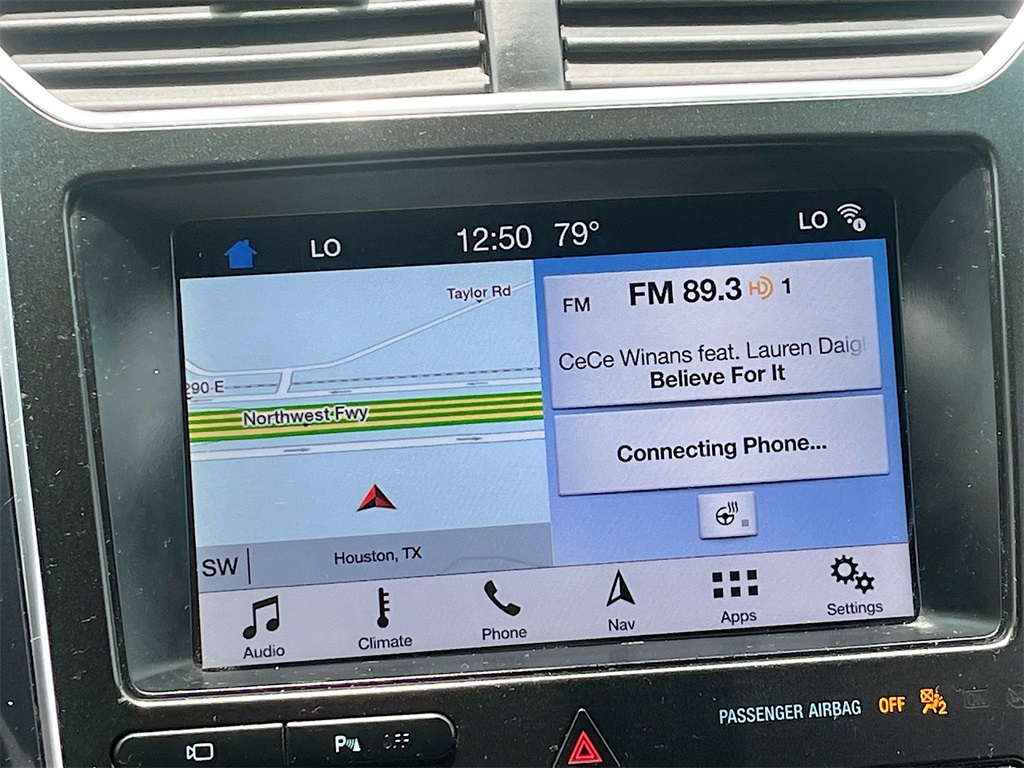 LO
12:50 79°
LO
Taylor Rd
290 E
Northwest Fwy
SW
Houston, TX
FM
FM 89.3 HD 1
CeCe Winans feat. Lauren Daigl
Believe For It
Connecting Phone...
Audio
Climate
Phone
Nav
Apps
Settings
PASSENGER AIRBAG OFF 2
P OFF